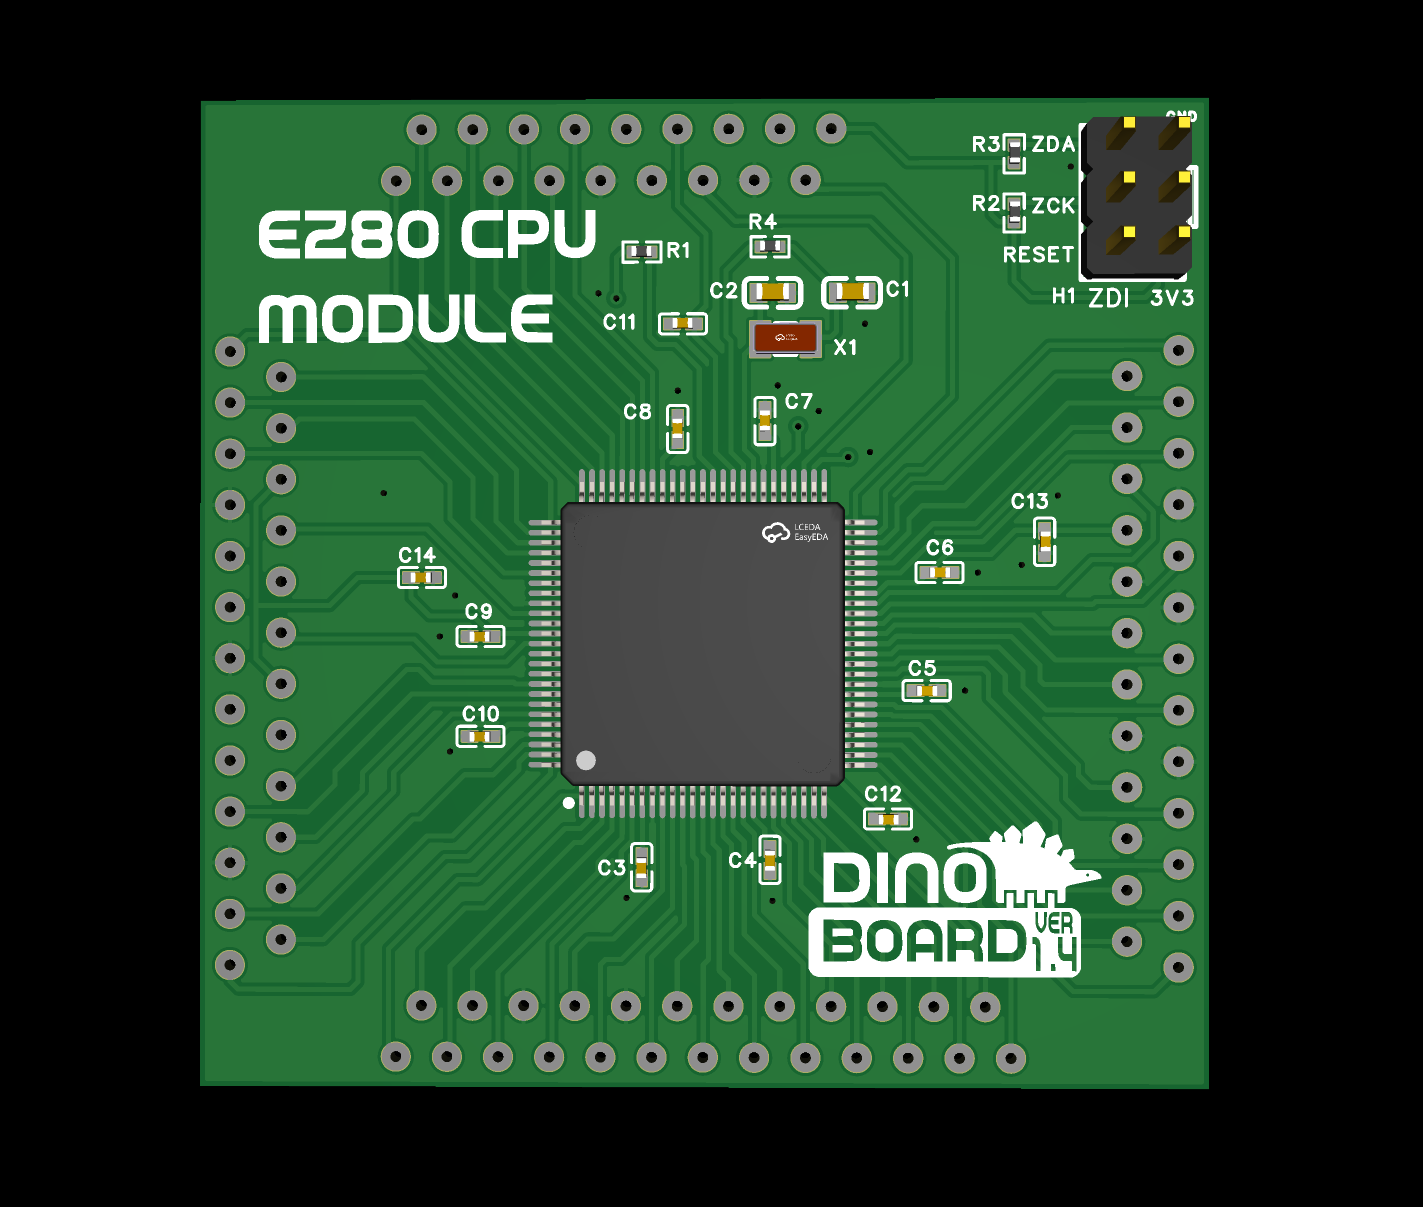 GND
R3 ZDA
R2 ZCK
RESET
H1 ZDI 3V3
EZ80 CPU
MODULE
R4
R1
C2
C1
C11
X1
C8
C7
LCEDA
EasyEDA
C13
C14
C6
C9
C5
C10
C12
C3
C4
DINO
BOARD
VER
1.4